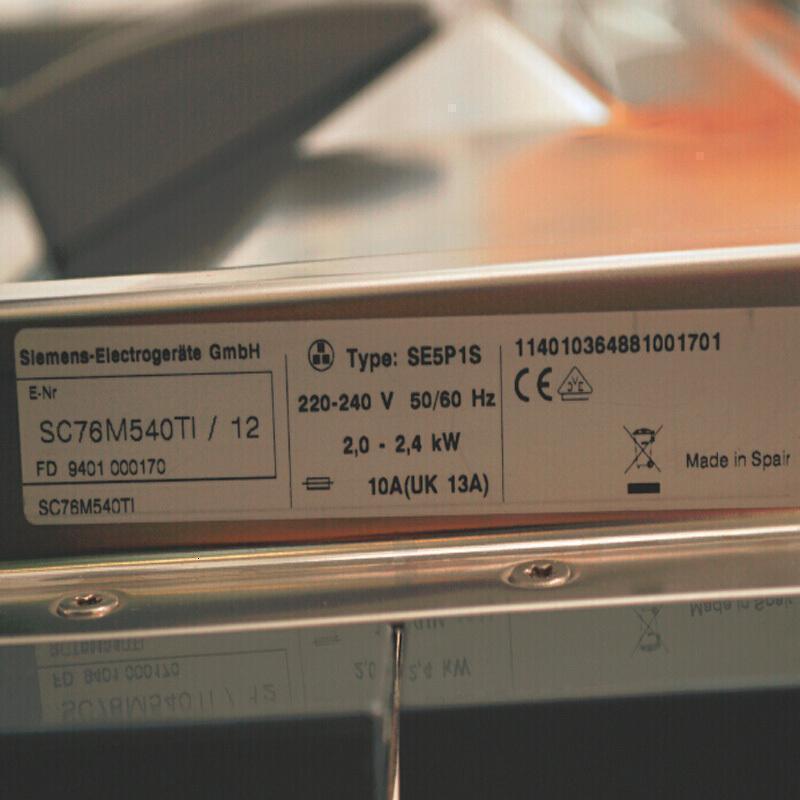 Siemens-Electrogeräte GmbH
E-Nr
SC76M540TI / 12
FD 9401 000170
SC76M540TI
Type: SE5P1S
220-240 V 50/60 Hz
2,0 - 2,4 kW
10A(UK 13A)
114010364881001701
CE
Made in Spain